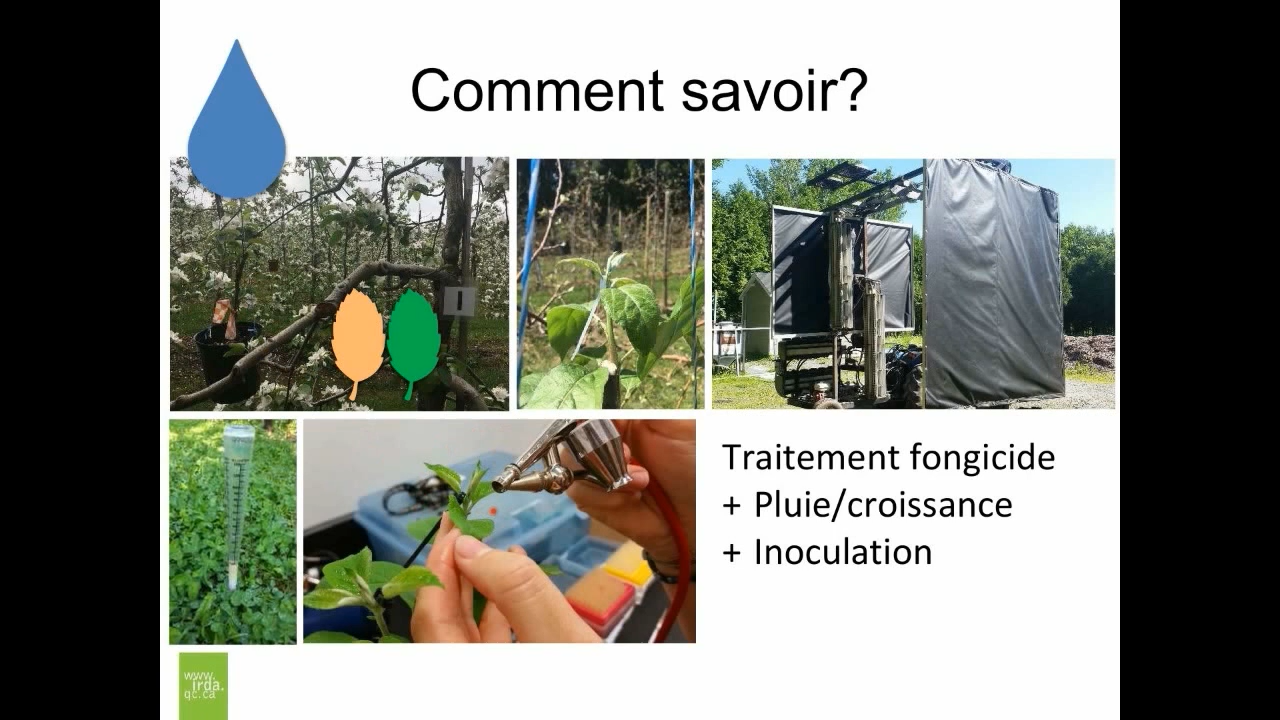 Comment savoir?
Traitement fongicide
+ Pluie/croissance
+ Inoculation
www.
irda.
qc.ca